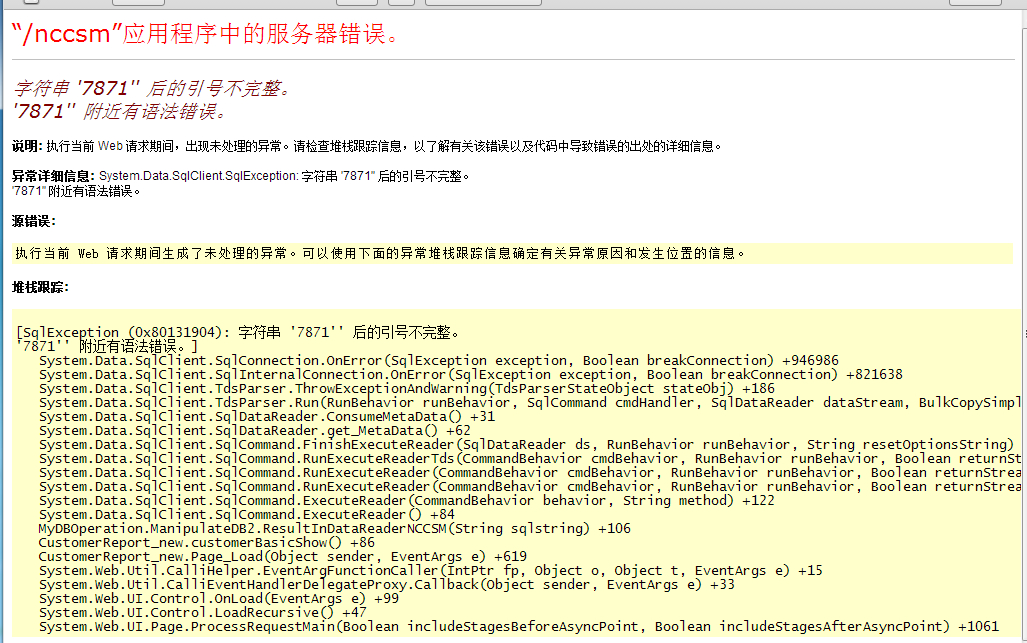 “/nccsm”应用程序中的服务器错误。
字符串 '7871'' 后的引号不完整。
'7871'' 附近有语法错误。
说明: 执行当前 Web 请求期间，出现未处理的异常。请检查堆栈跟踪信息，以了解有关该错误以及代码中导致错误的出处的详细信息。
异常详细信息: System.Data.SqlClient.SqlException: 字符串 '7871'' 后的引号不完整。
'7871'' 附近有语法错误。
源错误:
执行当前 Web 请求期间生成了未处理的异常。可以使用下面的异常堆栈跟踪信息确定有关异常原因和发生位置的信息。
堆栈跟踪:
[SqlException (0x80131904): 字符串 '7871'' 后的引号不完整。
'7871'' 附近有语法错误。]
System.Data.SqlClient.SqlConnection.OnError(SqlException exception, Boolean breakConnection) +946986
System.Data.SqlClient.SqlInternalConnection.OnError(SqlException exception, Boolean breakConnection) +821638
System.Data.SqlClient.TdsParser.ThrowExceptionAndWarning(TdsParserStateObject stateObj) +186
System.Data.SqlClient.TdsParser.Run(RunBehavior runBehavior, SqlCommand cmdHandler, SqlDataReader dataStream, BulkCopySimpl
System.Data.SqlClient.SqlDataReader.ConsumeMetaData() +31
System.Data.SqlClient.SqlDataReader.get_MetaData() +62
System.Data.SqlClient.SqlCommand.FinishExecuteReader(SqlDataReader ds, RunBehavior runBehavior, String resetOptionsString)
System.Data.SqlClient.SqlCommand.RunExecuteReaderTds(CommandBehavior cmdBehavior, RunBehavior runBehavior, Boolean returnSt
System.Data.SqlClient.SqlCommand.RunExecuteReader(CommandBehavior cmdBehavior, RunBehavior runBehavior, Boolean returnStrea
System.Data.SqlClient.SqlCommand.RunExecuteReader(CommandBehavior cmdBehavior, RunBehavior runBehavior, Boolean returnStrea
System.Data.SqlClient.SqlCommand.ExecuteReader(CommandBehavior behavior, String method) +122
System.Data.SqlClient.SqlCommand.ExecuteReader() +84
MyDBOperation.ManipulateDB2.ResultInDataReaderNCCSM(String sqlstring) +106
CustomerReport_new.customerBasicShow() +86
CustomerReport_new.Page_Load(Object sender, EventArgs e) +619
System.Web.Util.CalliHelper.EventArgFunctionCaller(IntPtr fp, Object o, Object t, EventArgs e) +15
System.Web.Util.CalliEventHandlerDelegateProxy.Callback(Object sender, EventArgs e) +33
System.Web.UI.Control.OnLoad(EventArgs e) +99
System.Web.UI.Control.LoadRecursive() +47
System.Web.UI.Page.ProcessRequestMain(Boolean includeStagesBeforeAsyncPoint, Boolean includeStagesAfterAsyncPoint) +1061